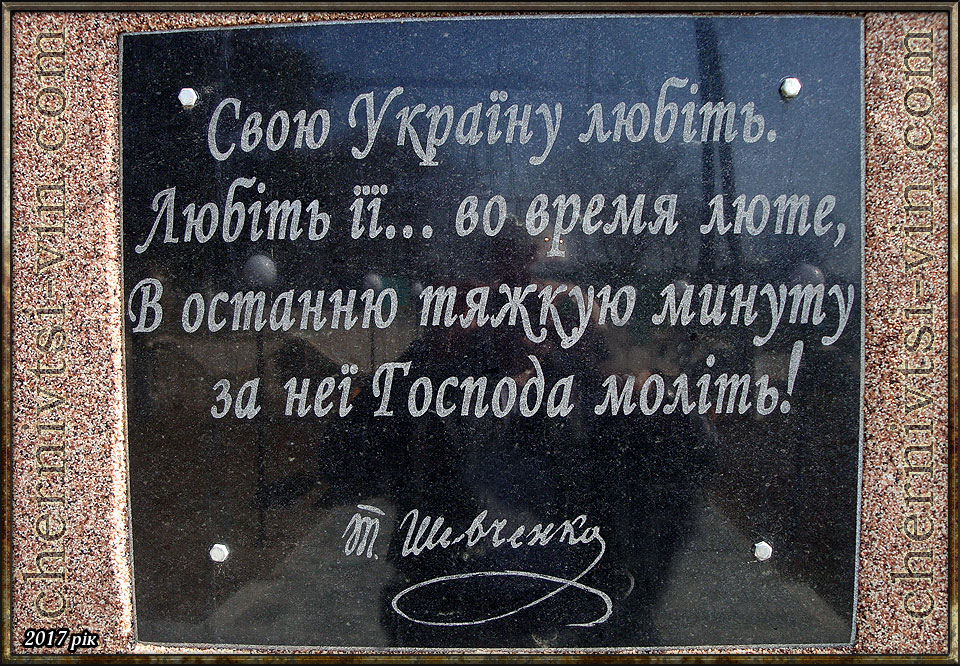 Свою Україну любіть.
Любіть її... во время люте,
В останню тяжкую минуту
за неї Господа моліть!
Т. Шевченко
2017 рік
chernivtsi-vin.com
chernivtsi-vin.com